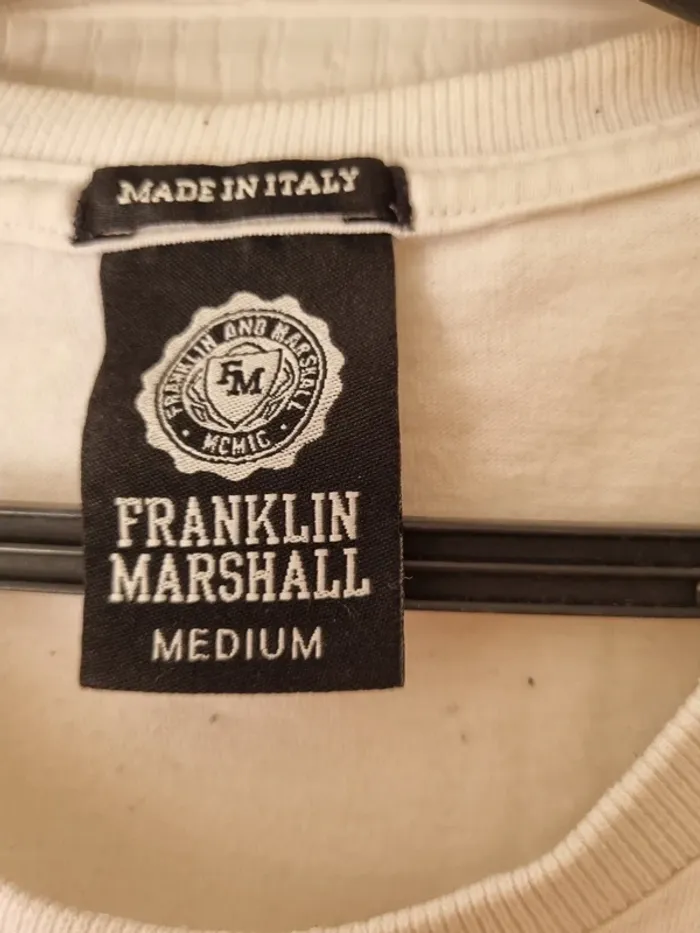 MADE IN ITALY
FRANKLIN AND MARSHALL
FM
• MCMIC •
FRANKLIN
MARSHALL
MEDIUM